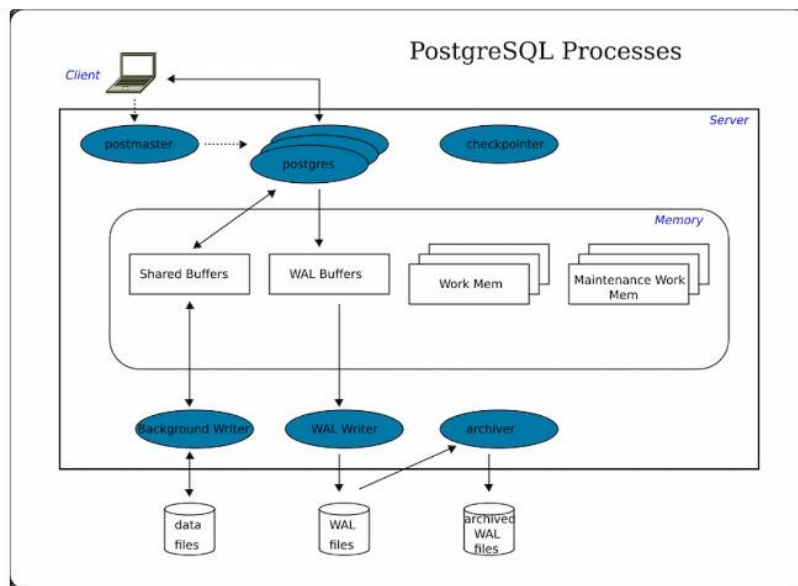 PostgreSQL Processes
Client
Server
postmaster
postgres
checkpointer
Memory
Shared Buffers
WAL Buffers
Work Mem
Maintenance Work
Mem
Background Writer
WAL Writer
archiver
data
files
WAL
files
archived
WAL
files